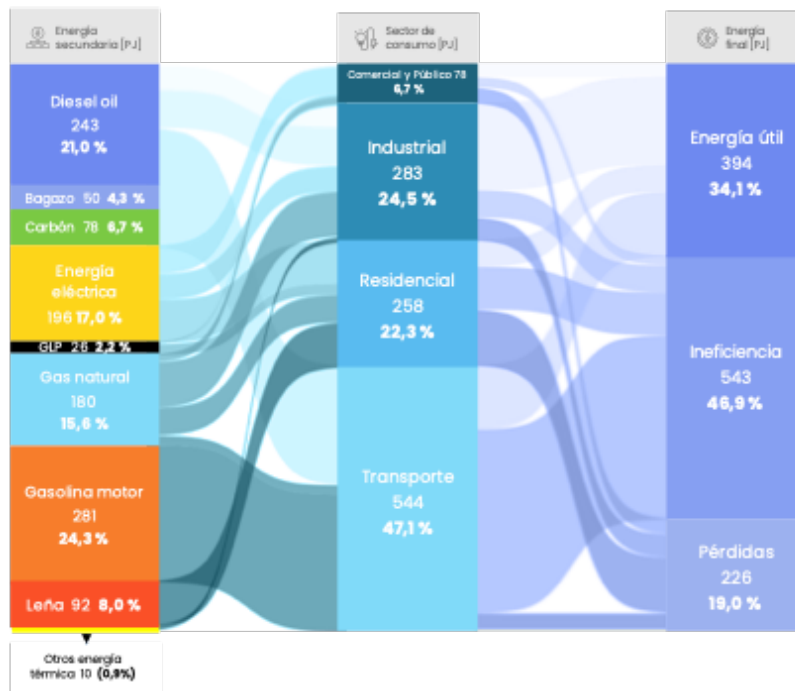 Energía
secundaria [PJ]
Sector de
consumo [PJ]
Energía
final [PJ]
Diesel oil
243
21,0 %
Bagazo 50 4,3 %
Carbón 78 6,7 %
Energía
eléctrica
196 17,0 %
GLP 26 2,2 %
Gas natural
180
15,6 %
Gasolina motor
281
24,3 %
Leña 92 8,0 %
Otros energía
térmica 10 (0,9%)
Comercial y Público 78
6,7 %
Industrial
283
24,5 %
Residencial
258
22,3 %
Transporte
544
47,1 %
Energía útil
394
34,1 %
Ineficiencia
543
46,9 %
Pérdidas
226
19,0 %